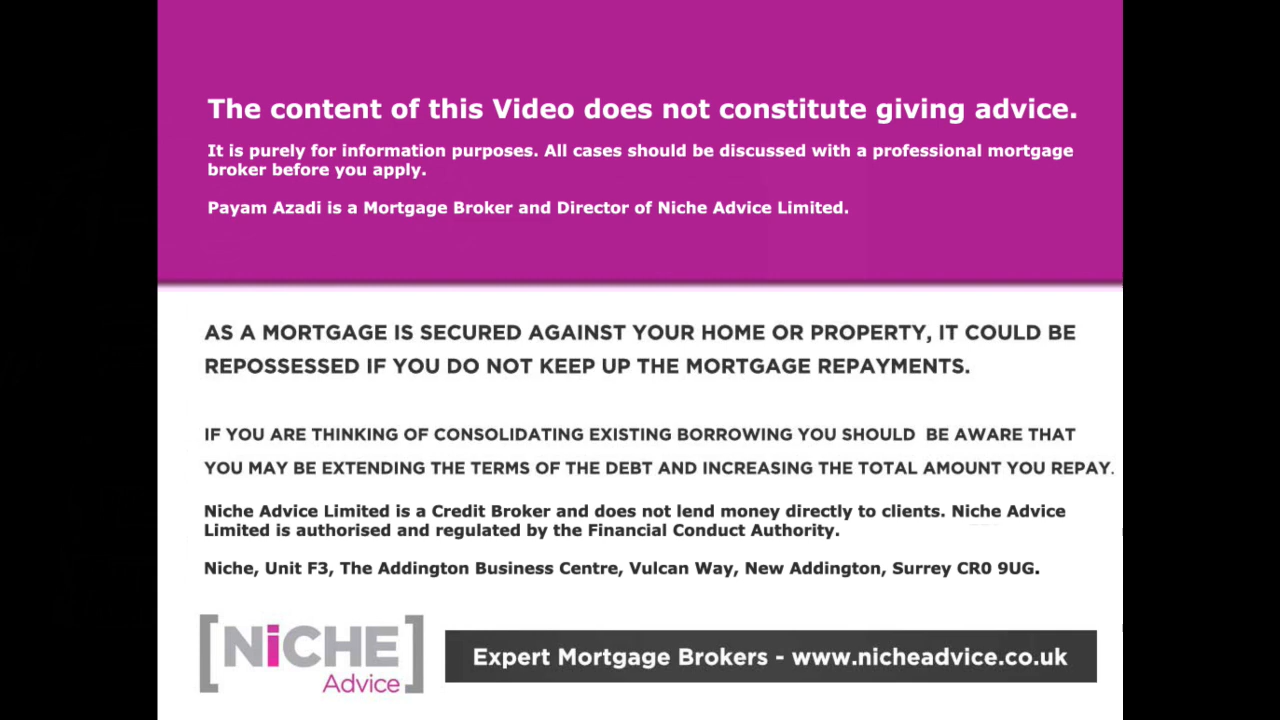 The content of this Video does not constitute giving advice.
It is purely for information purposes. All cases should be discussed with a professional mortgage
broker before you apply.
Payam Azadi is a Mortgage Broker and Director of Niche Advice Limited.
AS A MORTGAGE IS SECURED AGAINST YOUR HOME OR PROPERTY, IT COULD BE
REPOSSESSED IF YOU DO NOT KEEP UP THE MORTGAGE REPAYMENTS.
IF YOU ARE THINKING OF CONSOLIDATING EXISTING BORROWING YOU SHOULD BE AWARE THAT
YOU MAY BE EXTENDING THE TERMS OF THE DEBT AND INCREASING THE TOTAL AMOUNT YOU REPAY.
Niche Advice Limited is a Credit Broker and does not lend money directly to clients. Niche Advice
Limited is authorised and regulated by the Financial Conduct Authority.
Niche, Unit F3, The Addington Business Centre, Vulcan Way, New Addington, Surrey CR0 9UG.
[NiCHE
Advice]
Expert Mortgage Brokers - www.nicheadvice.co.uk